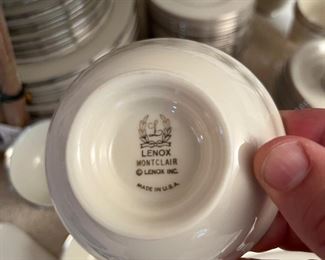 L
LENOX
MONTCLAIR
© LENOX INC.
MADE IN U.S.A.